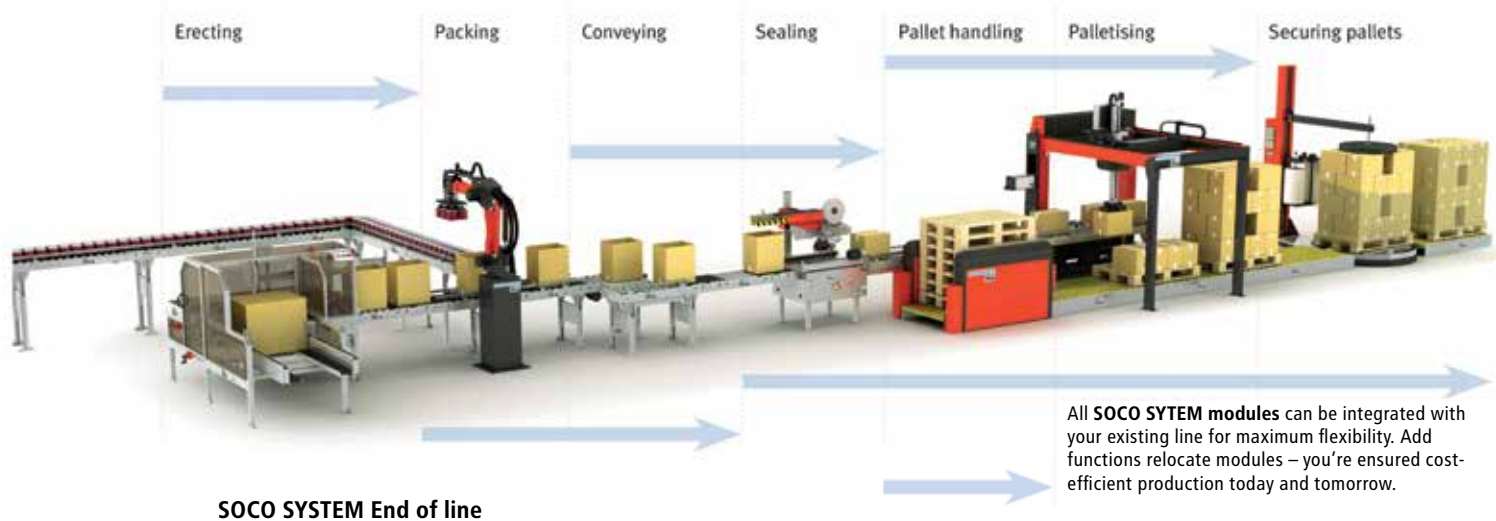 Erecting
Packing
Conveying
Sealing
Pallet handling
Palletising
Securing pallets
All SOCO SYTEM modules can be integrated with
your existing line for maximum flexibility. Add
functions relocate modules – you’re ensured cost-
efficient production today and tomorrow.
SOCO SYSTEM End of line